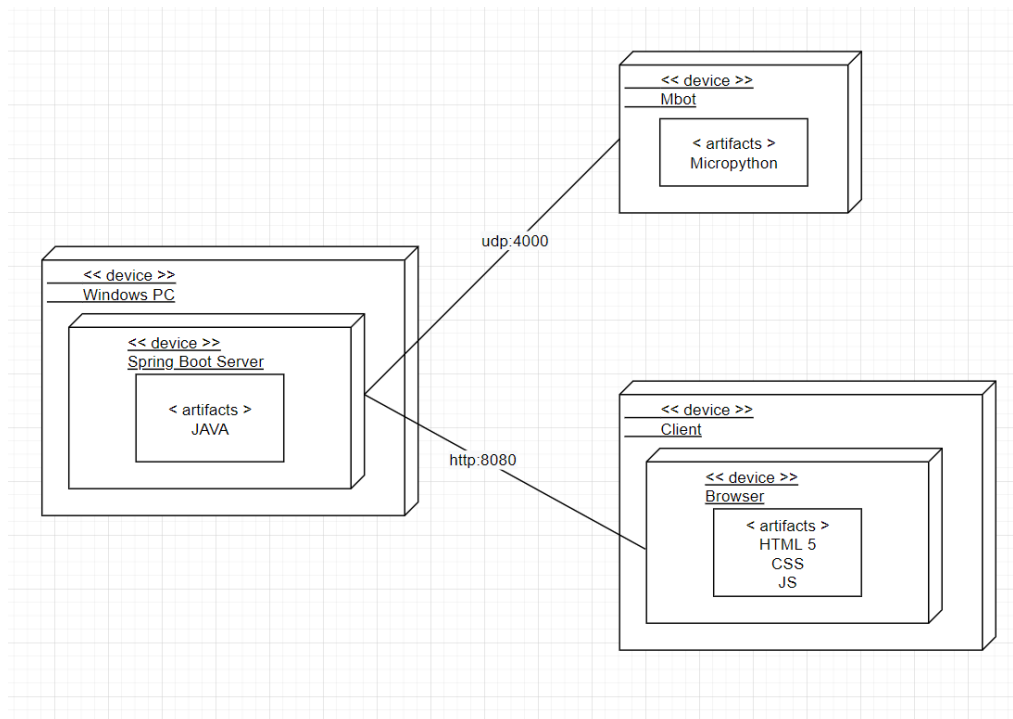 << device >>
Mbot
< artifacts >
Micropython
udp:4000
<< device >>
Windows PC
<< device >>
Spring Boot Server
< artifacts >
JAVA
http:8080
<< device >>
Client
<< device >>
Browser
< artifacts >
HTML 5
CSS
JS